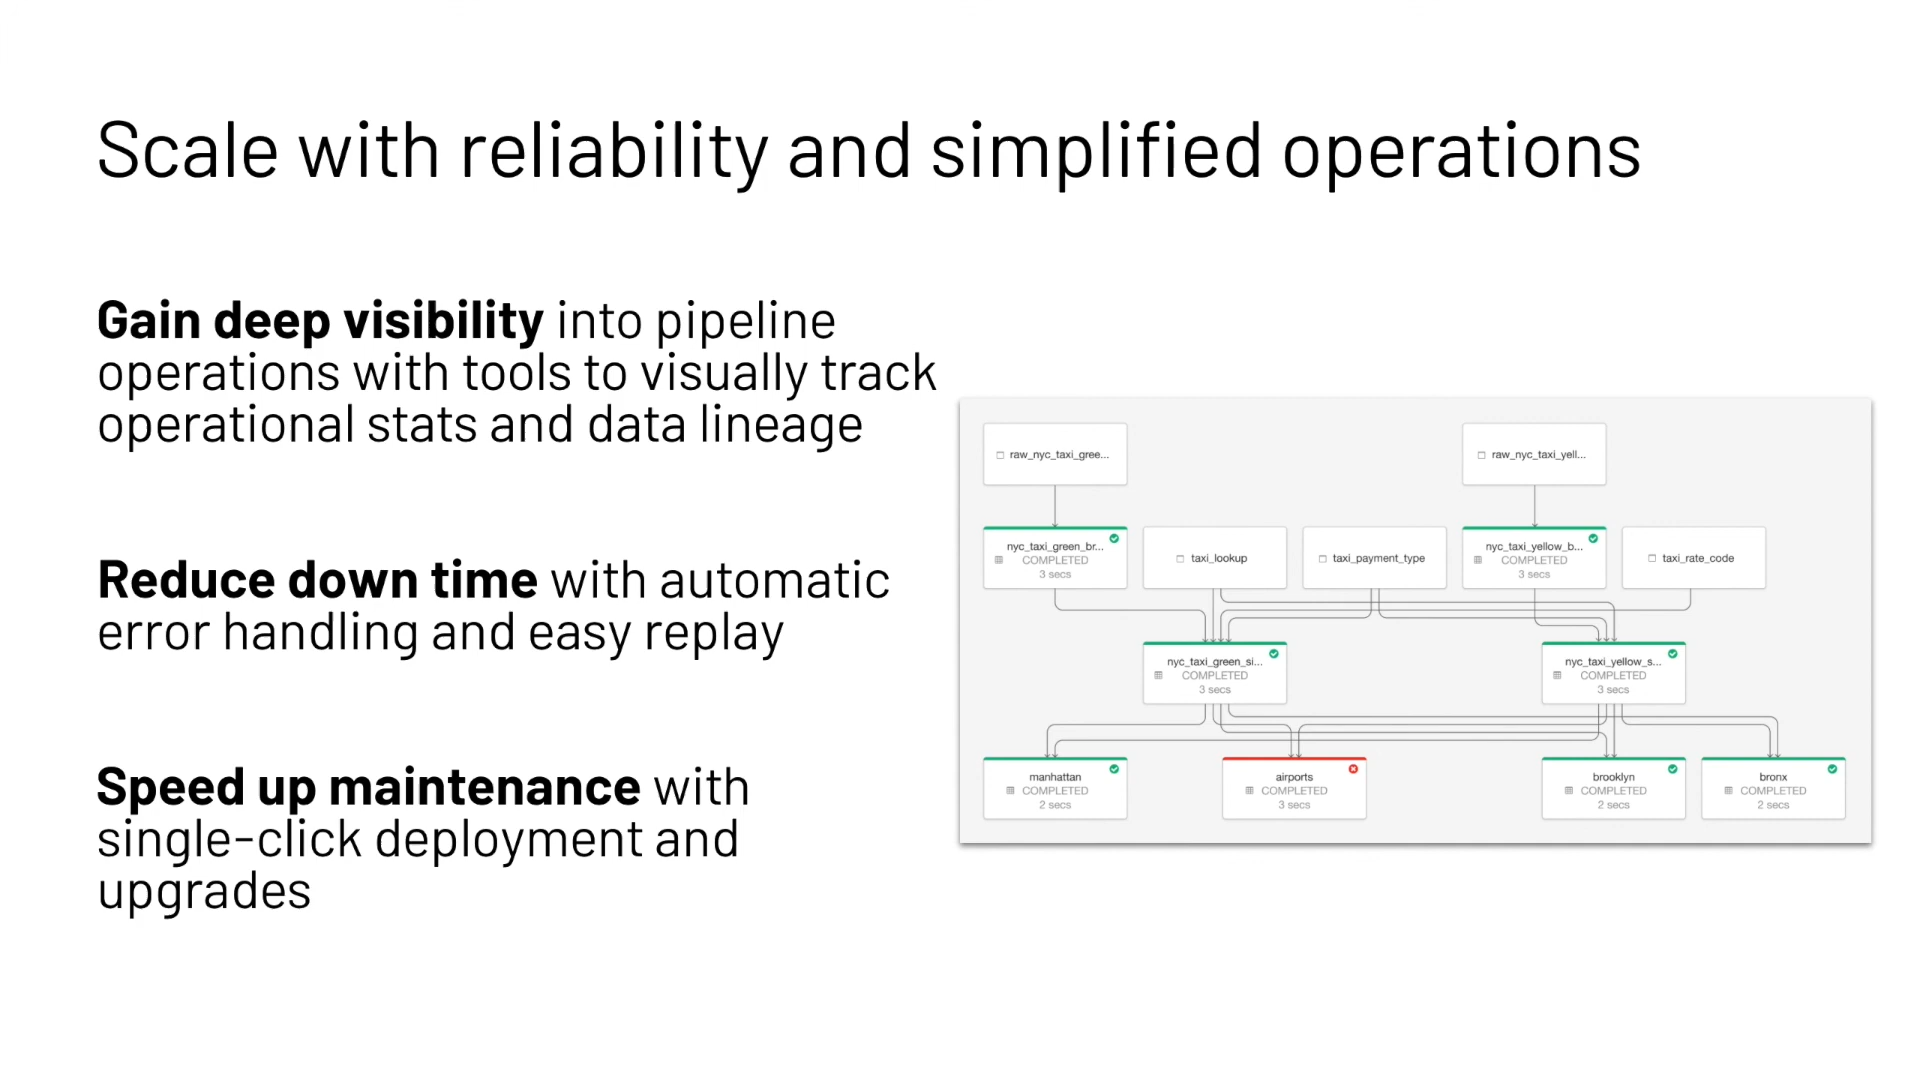 Scale with reliability and simplified operations
Gain deep visibility into pipeline
operations with tools to visually track
operational stats and data lineage
Reduce down time with automatic
error handling and easy replay
Speed up maintenance with
single-click deployment and
upgrades
raw_nyc_taxi_gree...
raw_nyc_taxi_yell...
nyc_taxi_green_br...
COMPLETED
3 secs
taxi_lookup
taxi_payment_type
nyc_taxi_yellow_b...
COMPLETED
3 secs
taxi_rate_code
nyc_taxi_green_si...
COMPLETED
3 secs
nyc_taxi_yellow_s...
COMPLETED
3 secs
manhattan
COMPLETED
2 secs
airports
COMPLETED
3 secs
brooklyn
COMPLETED
2 secs
bronx
COMPLETED
2 secs